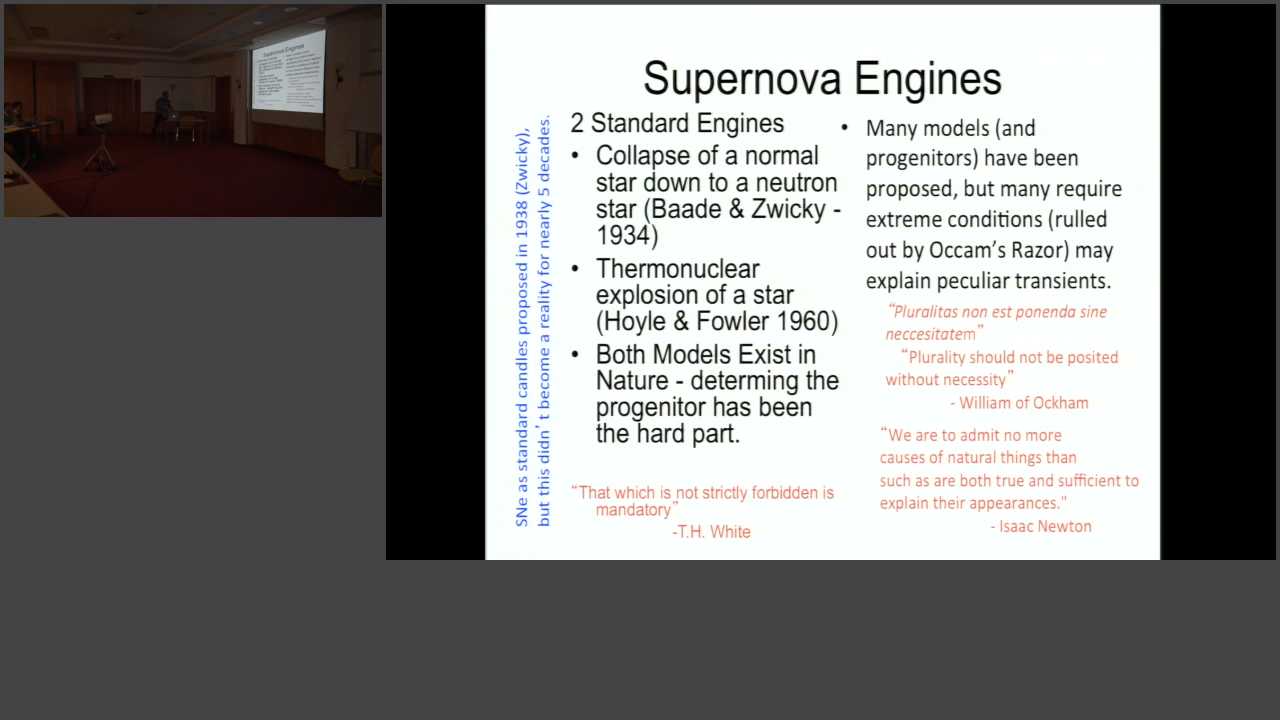 Supernova Engines
SNe as standard candles proposed in 1938 (Zwicky),
but this didn't become a reality for nearly 5 decades.
2 Standard Engines
• Collapse of a normal
star down to a neutron
star (Baade & Zwicky -
1934)
• Thermonuclear
explosion of a star
(Hoyle & Fowler 1960)
• Both Models Exist in
Nature - determing the
progenitor has been
the hard part.
“That which is not strictly forbidden is
mandatory”
-T.H. White
• Many models (and
progenitors) have been
proposed, but many require
extreme conditions (rulled
out by Occam's Razor) may
explain peculiar transients.
“Pluralitas non est ponenda sine
neccesitatem”
“Plurality should not be posited
without necessity”
- William of Ockham
“We are to admit no more
causes of natural things than
such as are both true and sufficient to
explain their appearances."
- Isaac Newton